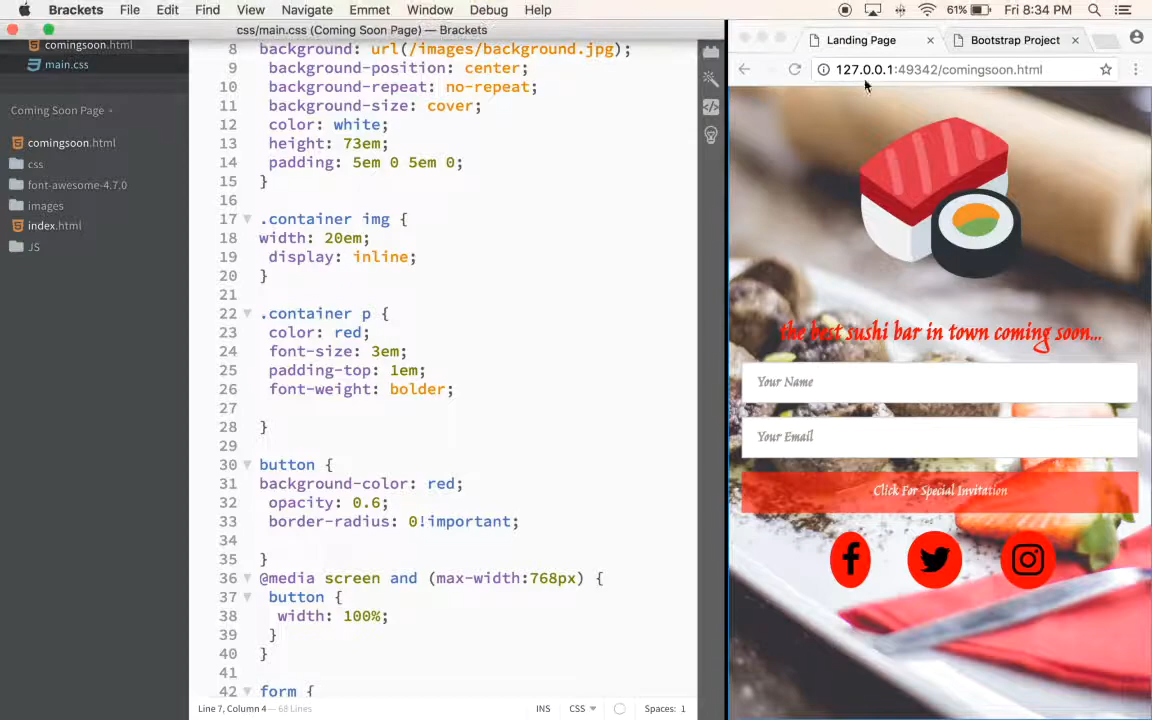 Brackets File Edit Find View Navigate Emmet Window Debug Help
61% Fri 8:34 PM
css/main.css (Coming Soon Page) — Brackets
comingsoon.html
main.css
Coming Soon Page
comingsoon.html
css
font-awesome-4.7.0
images
index.html
JS
8 background: url(/images/background.jpg);
9 background-position: center;
10 background-repeat: no-repeat;
11 background-size: cover;
12 color: white;
13 height: 73em;
14 padding: 5em 0 5em 0;
15 }
16
17 .container img {
18 width: 20em;
19 display: inline;
20 }
21
22 .container p {
23 color: red;
24 font-size: 3em;
25 padding-top: 1em;
26 font-weight: bolder;
27
28 }
29
30 button {
31 background-color: red;
32 opacity: 0.6;
33 border-radius: 0!important;
34
35 }
36 @media screen and (max-width:768px) {
37 button {
38 width: 100%;
39 }
40 }
41
42 form {
Line 7, Column 4 — 68 Lines
INS CSS Spaces: 1
Landing Page
Bootstrap Project
127.0.0.1:49342/comingsoon.html
the best sushi bar in town coming soon...
Your Name
Your Email
Click For Special Invitation